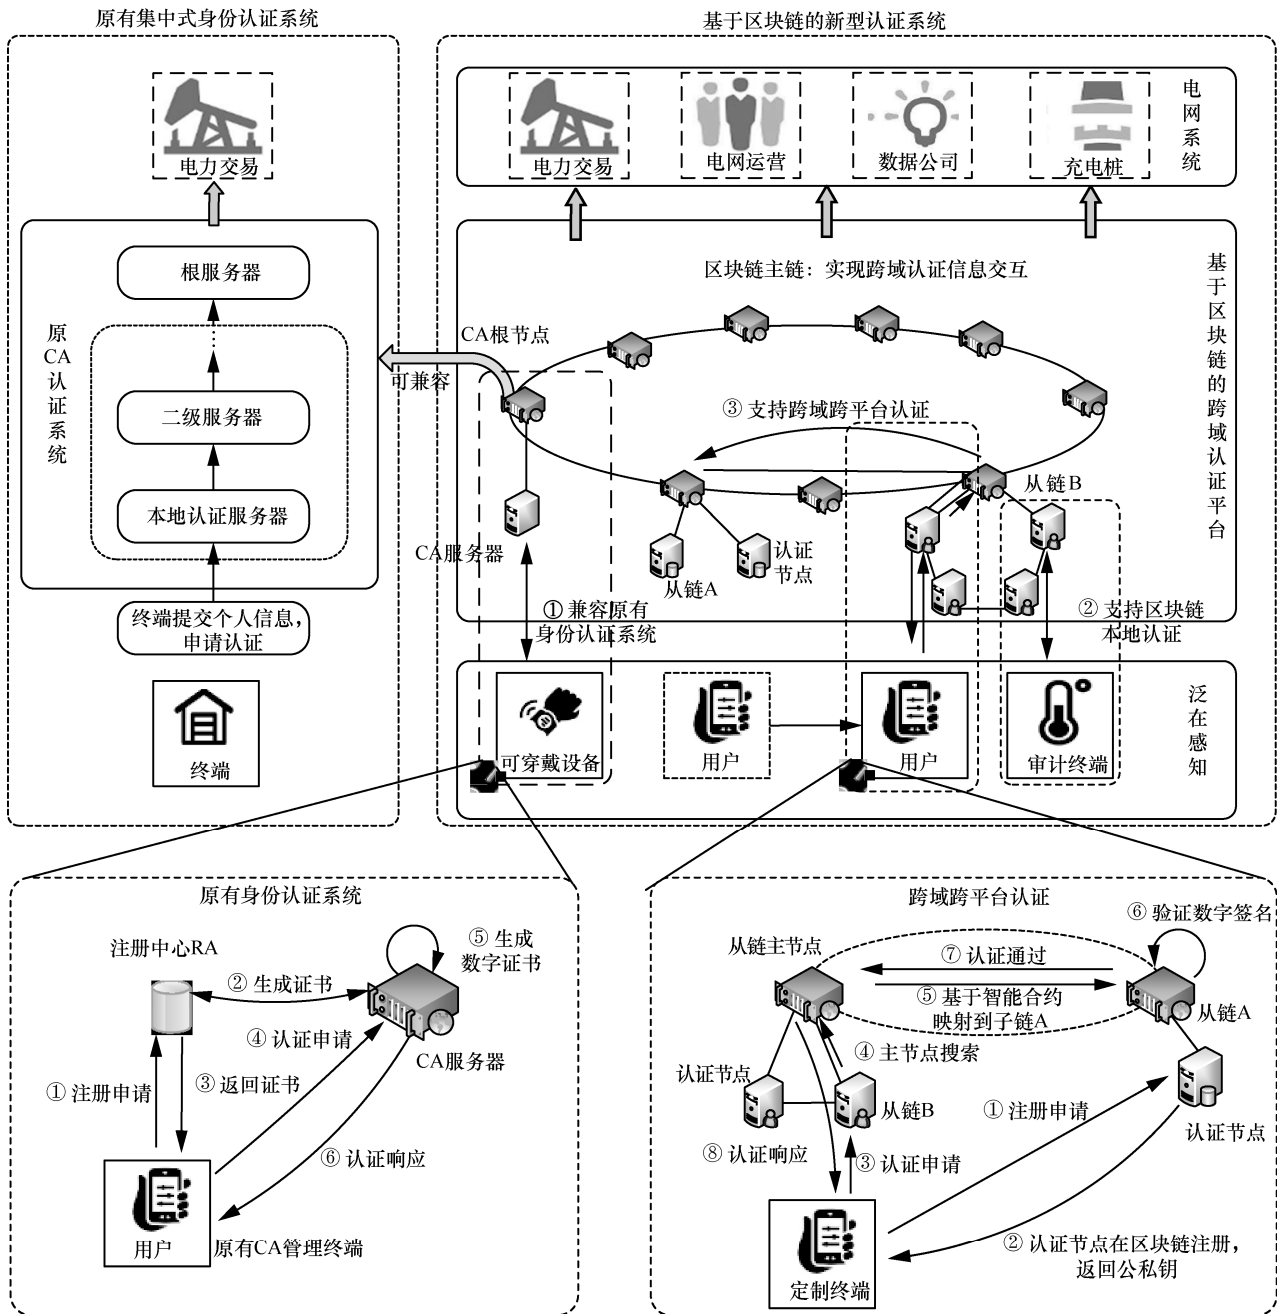 原有集中式身份认证系统
基于区块链的新型认证系统
电力交易
电力交易
电网运营
数据公司
充电桩
电网系统
原CA认证系统
根服务器
二级服务器
本地认证服务器
终端提交个人信息，
申请认证
终端
区块链主链：实现跨域认证信息交互
基于区块链的跨域认证平台
CA根节点
可兼容
③ 支持跨域跨平台认证
从链B
CA服务器
从链A
认证
节点
① 兼容原有
身份认证系统
② 支持区块链
本地认证
可穿戴设备
用户
用户
审计终端
泛在感知
原有身份认证系统
注册中心RA
⑤ 生成
数字证书
② 生成证书
④ 认证申请
CA服务器
① 注册申请
③ 返回证书
⑥ 认证响应
用户
原有CA管理终端
跨域跨平台认证
⑥ 验证数字签名
从链主节点
⑦ 认证通过
⑤ 基于智能合约
映射到子链A
从链A
④ 主节点搜索
认证节点
从链B
① 注册申请
认证节点
⑧ 认证响应
③ 认证申请
② 认证节点在区块链注册，
返回公私钥
定制终端